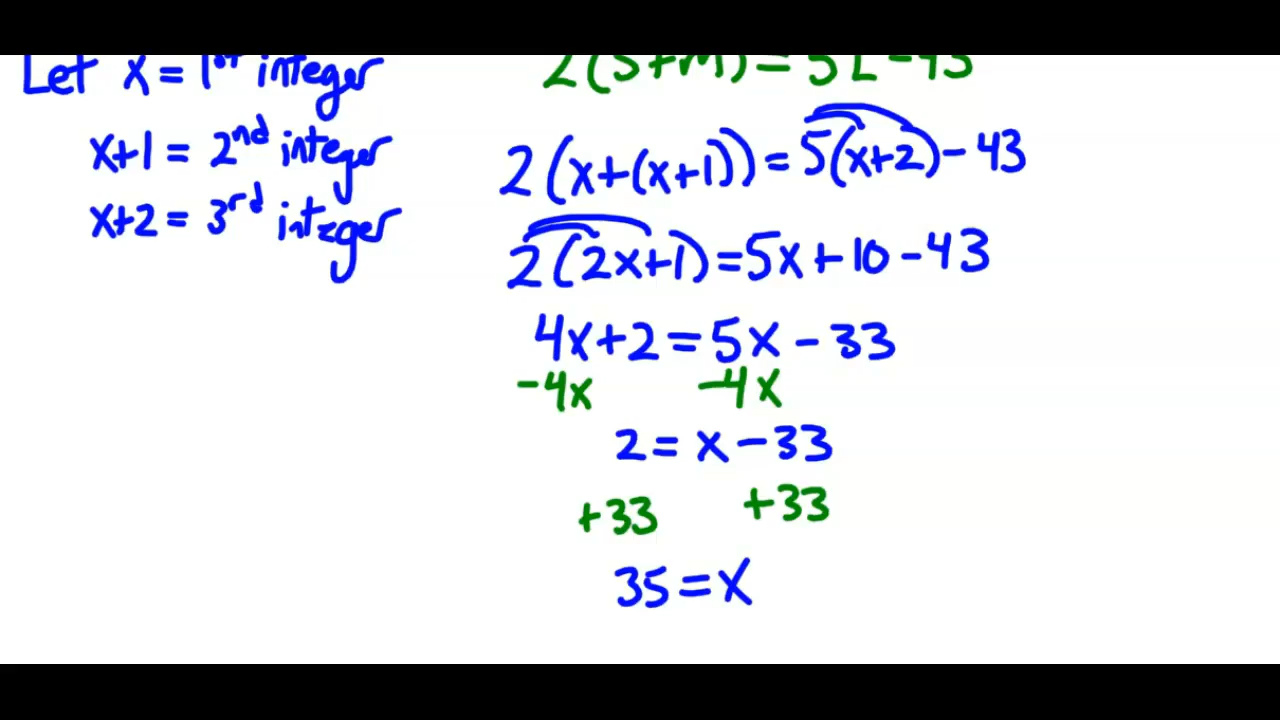 Let x = 1st integer
x+1 = 2nd integer
x+2 = 3rd integer
2(S+M) = 5L - 43
2(x+(x+1)) = 5(x+2) - 43
2(2x+1) = 5x + 10 - 43
4x + 2 = 5x - 33
-4x -4x
2 = x - 33
+33 +33
35 = x